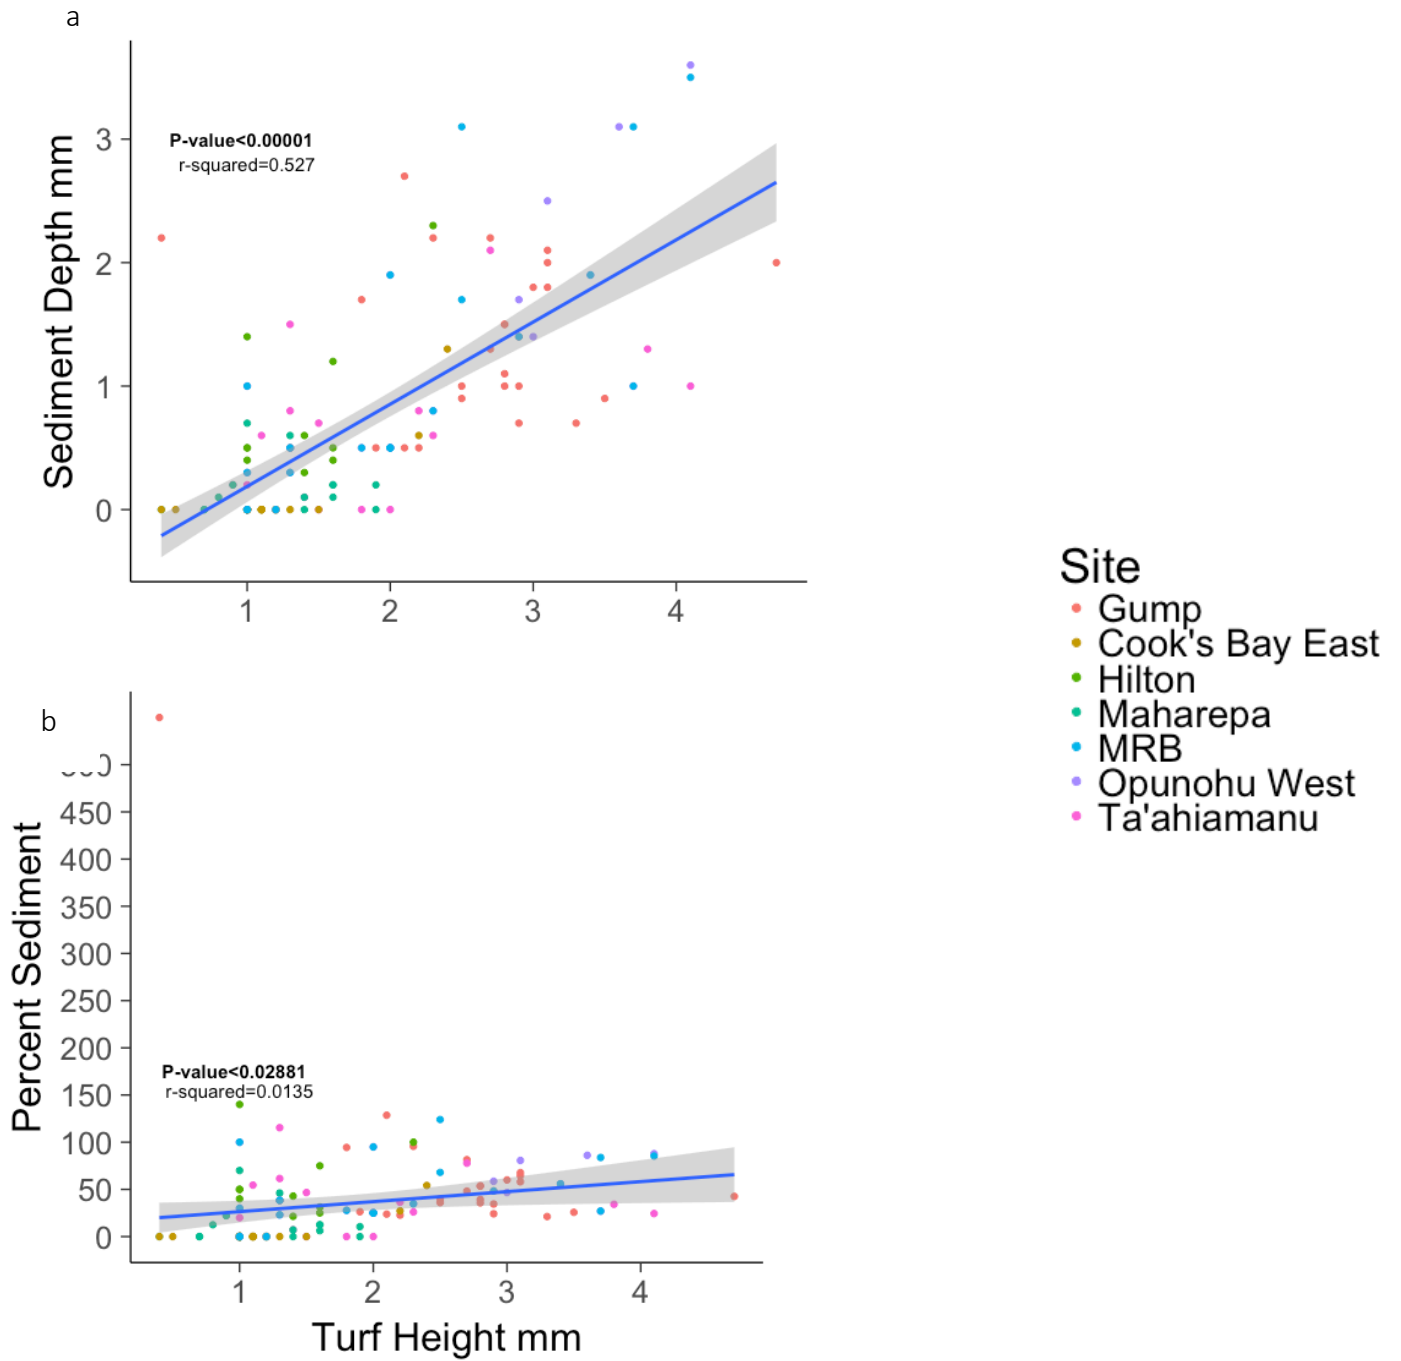 a
P-value<0.00001
r-squared=0.527
Sediment Depth mm
3
2
1
0
1 2 3 4
Site
Gump
Cook's Bay East
Hilton
Maharepa
MRB
Opunohu West
Ta'ahiamanu
b
Percent Sediment
450
400
350
300
250
200
150
100
50
0
P-value<0.02881
r-squared=0.0135
1 2 3 4
Turf Height mm